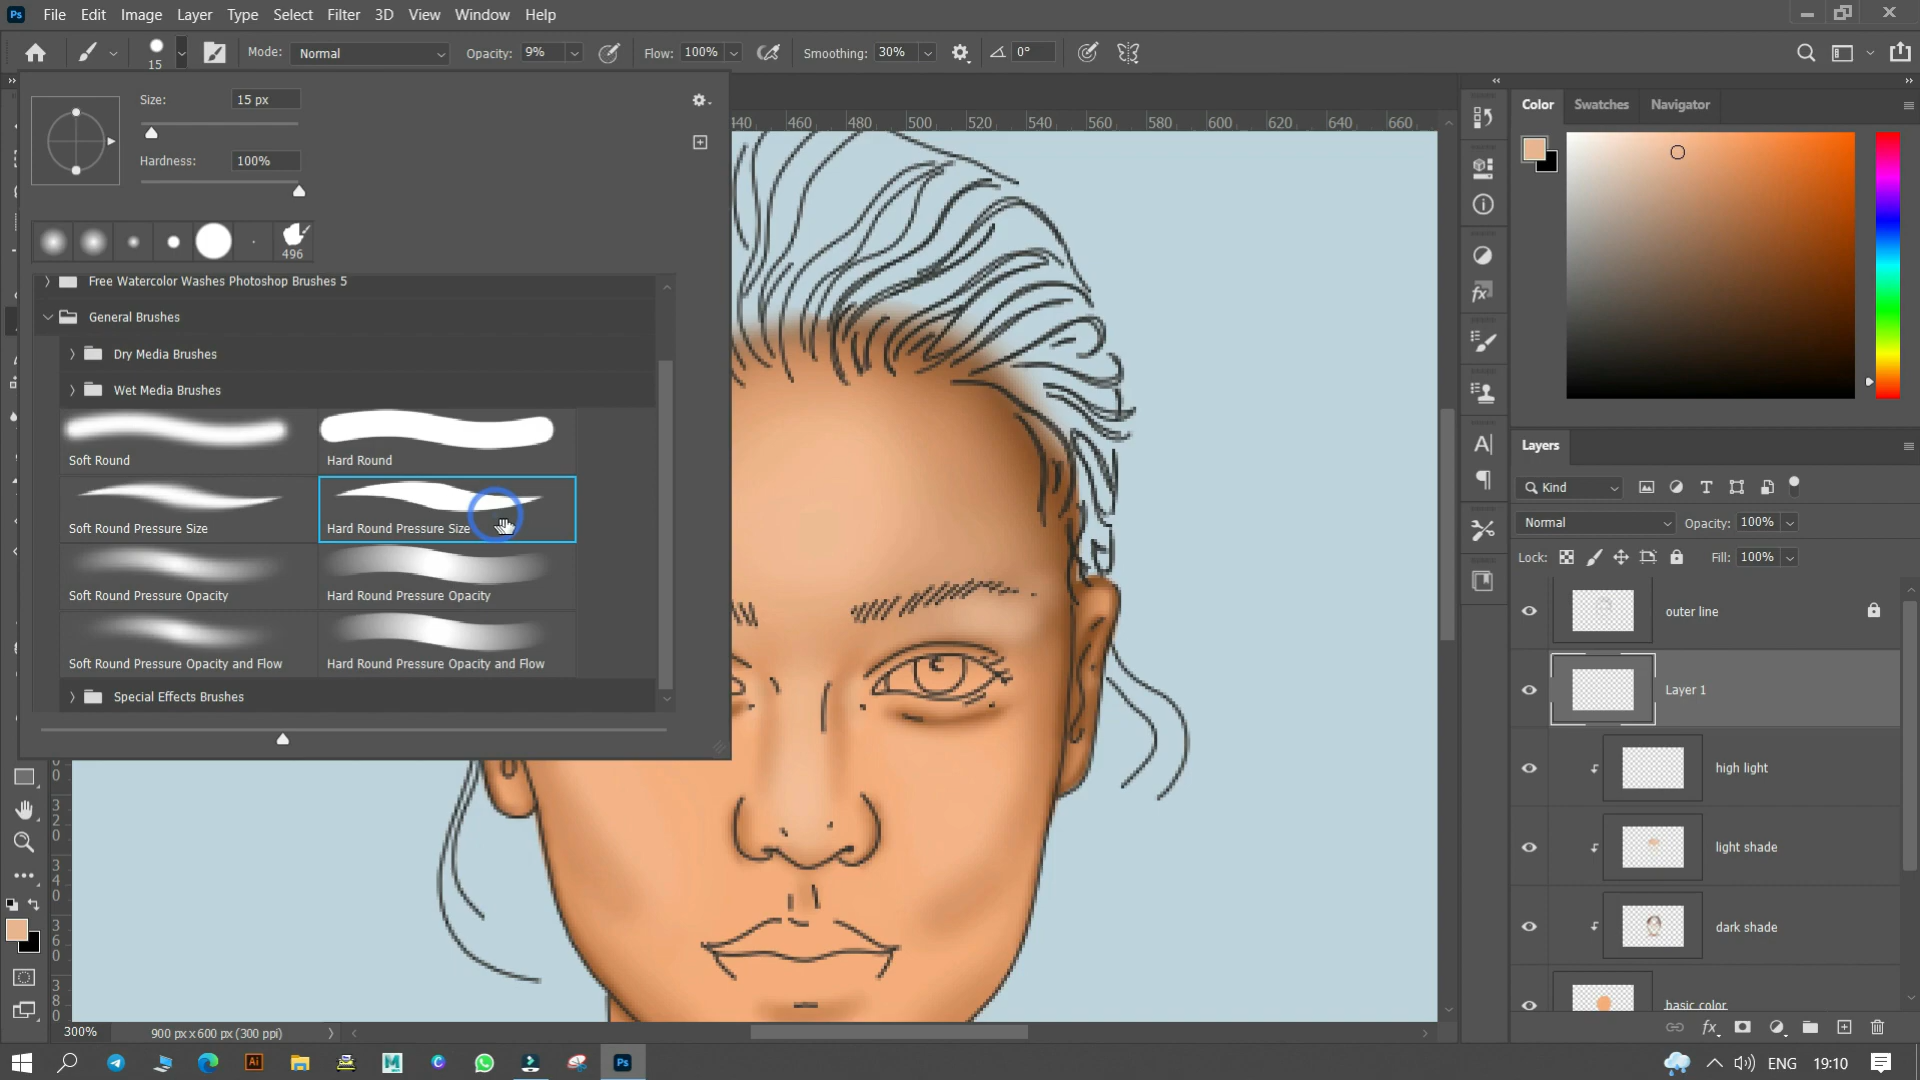 Ps File Edit Image Layer Type Select Filter 3D View Window Help
15 Mode: Normal Opacity: 9% Flow: 100% Smoothing: 30% 0°
Size: 15 px
Hardness: 100%
496
Free Watercolor Washes Photoshop Brushes 5
General Brushes
Dry Media Brushes
Wet Media Brushes
Soft Round
Hard Round
Soft Round Pressure Size
Hard Round Pressure Size
Soft Round Pressure Opacity
Hard Round Pressure Opacity
Soft Round Pressure Opacity and Flow
Hard Round Pressure Opacity and Flow
Special Effects Brushes
440 460 480 500 520 540 560 580 600 620 640 660
Color Swatches Navigator
Layers
Kind
Normal Opacity: 100%
Lock: Fill: 100%
outer line
Layer 1
high light
light shade
dark shade
basic color
300% 900 px x 600 px (300 ppi)
ENG 19:10